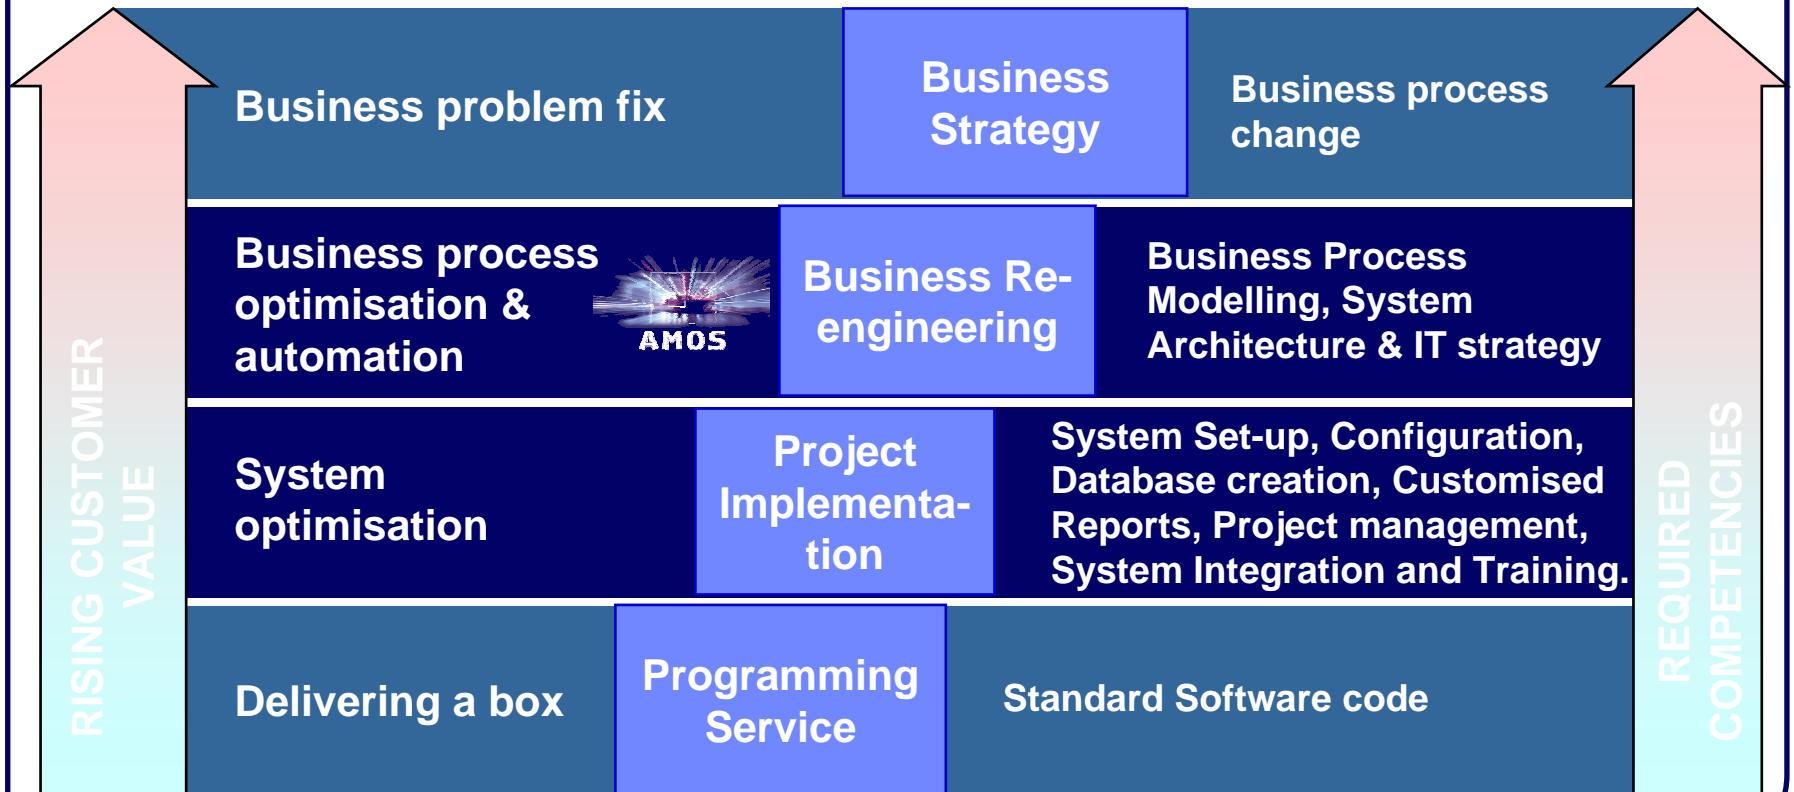 Business problem fix
Business
Strategy
Business process
change
Business process
optimisation &
automation
AMOS
Business Re-
engineering
Business Process
Modelling, System
Architecture & IT strategy
System
optimisation
Project
Implementa-
tion
System Set-up, Configuration,
Database creation, Customised
Reports, Project management,
System Integration and Training.
Delivering a box
Programming
Service
Standard Software code
RISING CUSTOMER
VALUE
REQUIRED
COMPETENCIES